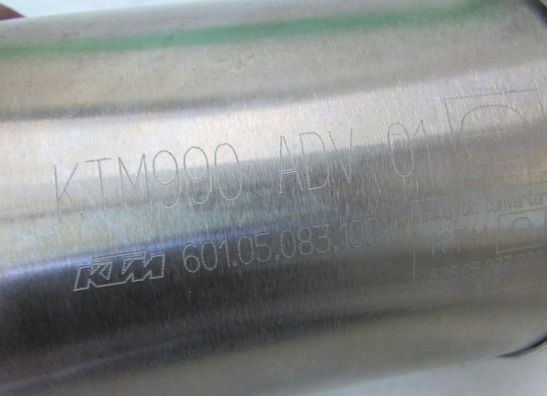 KTM990 ADV 01
KTM 601.05.083.100
catalytic converter
KTM e